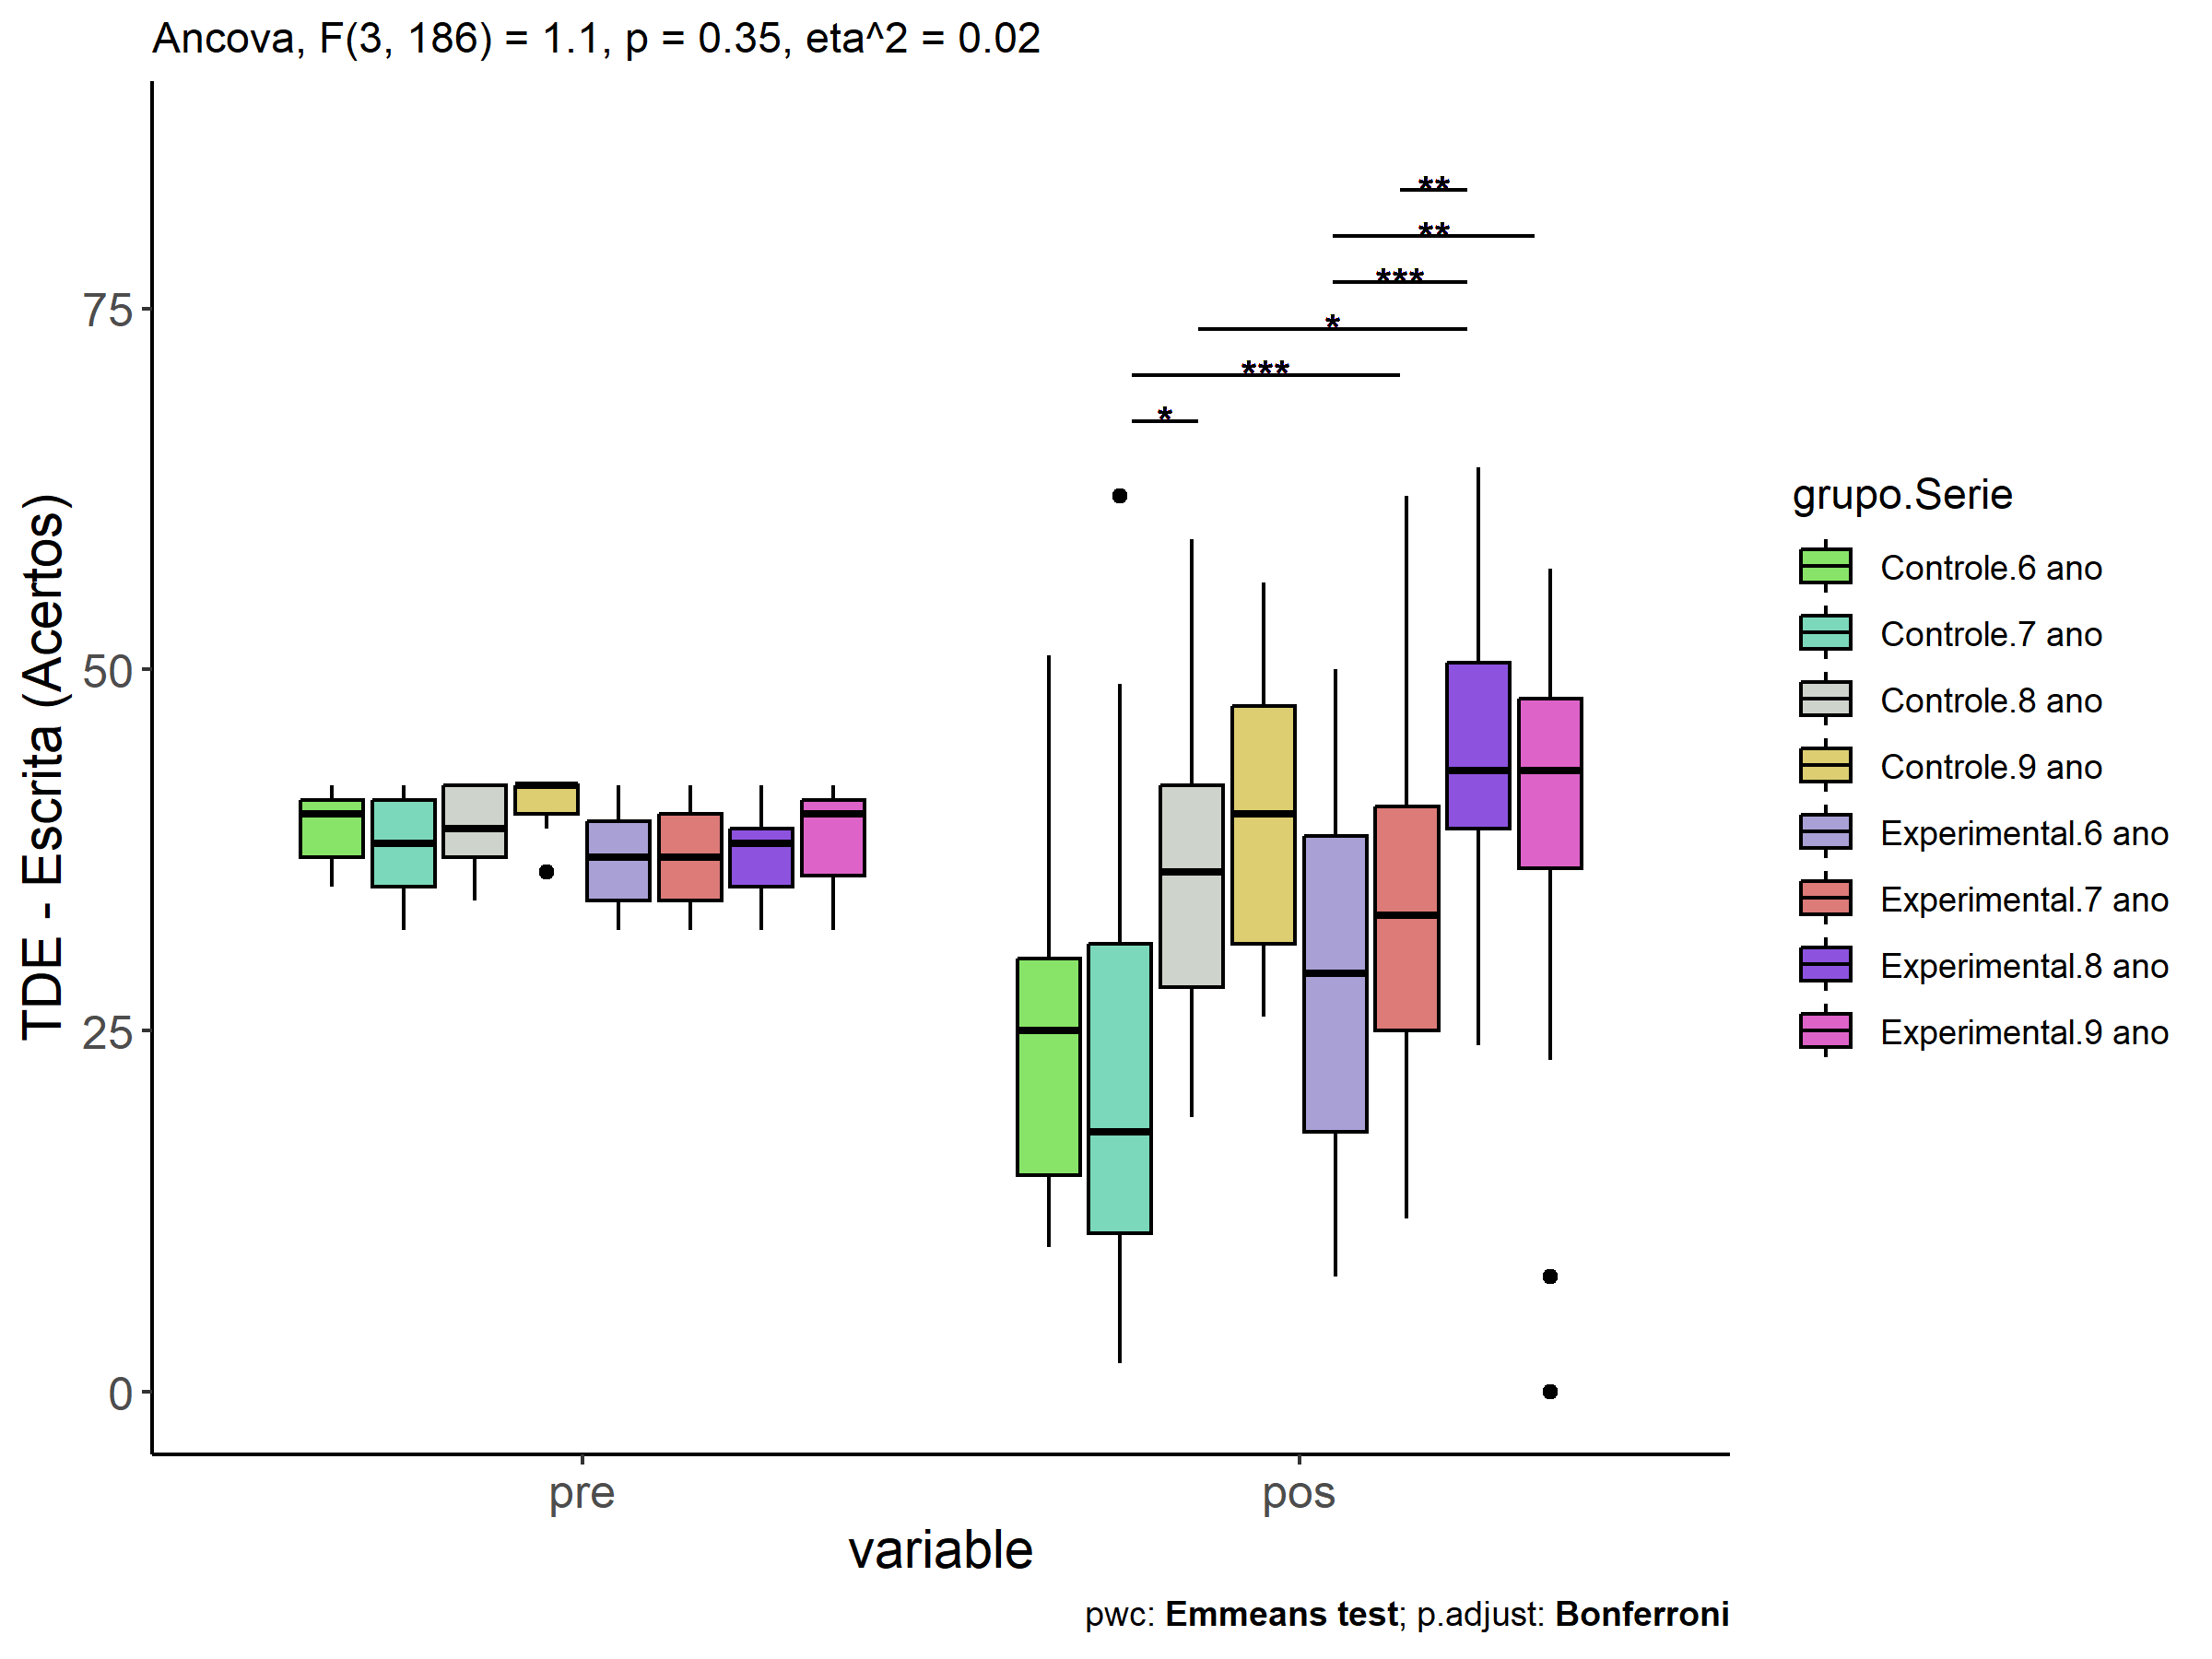 Ancova, F(3, 186) = 1.1, p = 0.35, eta^2 = 0.02
**
**
***
*
***
*
75
50
25
0
TDE - Escrita (Acertos)
pre
pos
variable
grupo.Serie
Controle.6 ano
Controle.7 ano
Controle.8 ano
Controle.9 ano
Experimental.6 ano
Experimental.7 ano
Experimental.8 ano
Experimental.9 ano
pwc: Emmeans test; p.adjust: Bonferroni